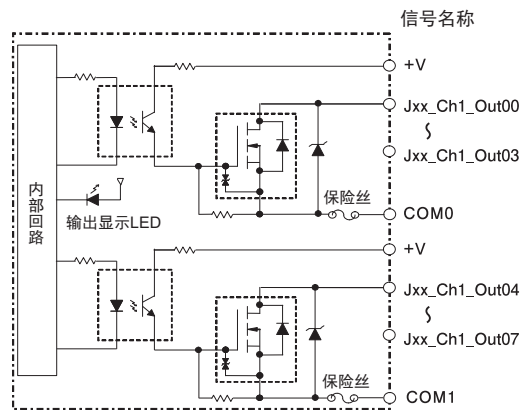 信号名称
+V
Jxx_Ch1_Out00
~
Jxx_Ch1_Out03
保险丝
COM0
内部回路
输出显示LED
+V
Jxx_Ch1_Out04
~
Jxx_Ch1_Out07
保险丝
COM1